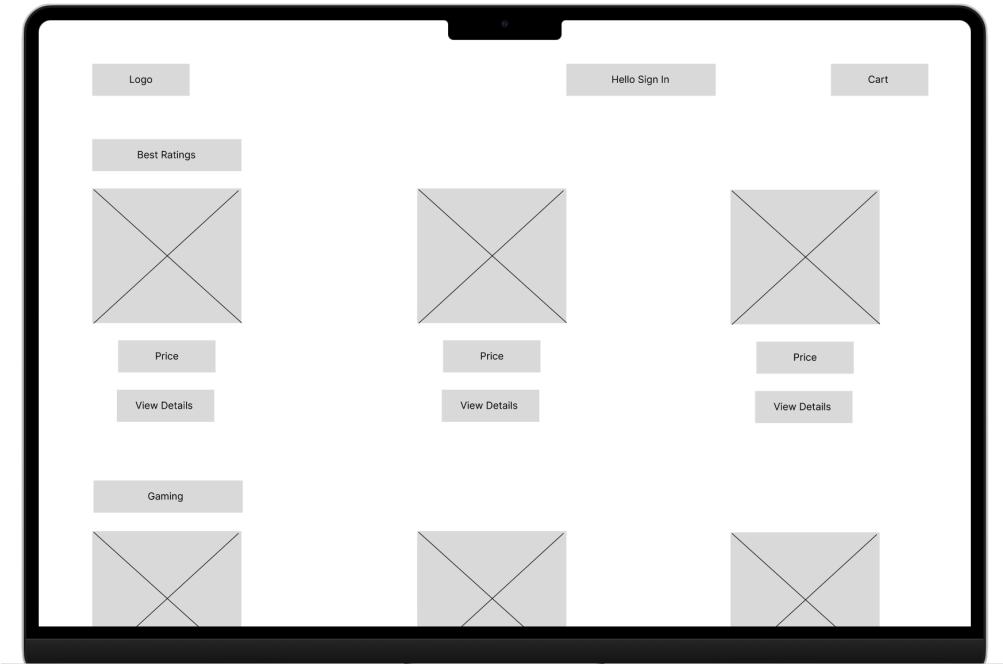 Logo
Hello Sign In
Cart
Best Ratings
Price
Price
Price
View Details
View Details
View Details
Gaming